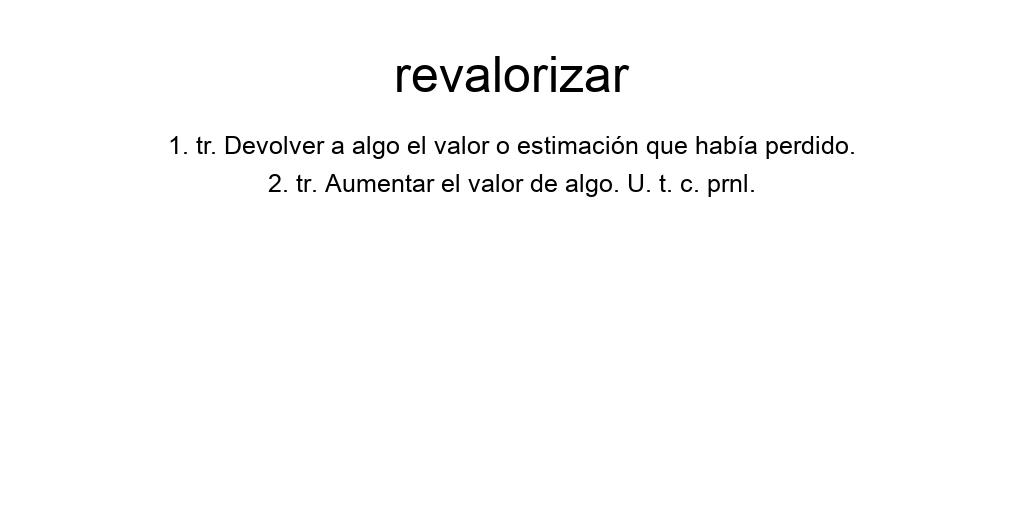 revalorizar
1. tr. Devolver a algo el valor o estimación que había perdido.
2. tr. Aumentar el valor de algo. U. t. c. prnl.